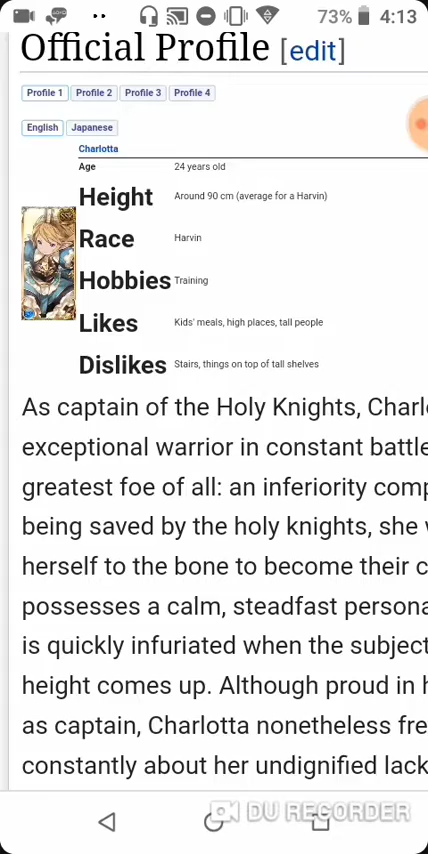 73% 4:13
Official Profile [edit]
Profile 1 Profile 2 Profile 3 Profile 4
English Japanese
Charlotta
Age 24 years old
Height Around 90 cm (average for a Harvin)
Race Harvin
Hobbies Training
Likes Kids' meals, high places, tall people
Dislikes Stairs, things on top of tall shelves
As captain of the Holy Knights, Charl
exceptional warrior in constant battle
greatest foe of all: an inferiority comp
being saved by the holy knights, she w
herself to the bone to become their c
possesses a calm, steadfast persona
is quickly infuriated when the subject
height comes up. Although proud in h
as captain, Charlotta nonetheless fre
constantly about her undignified lack
DU RECORDER